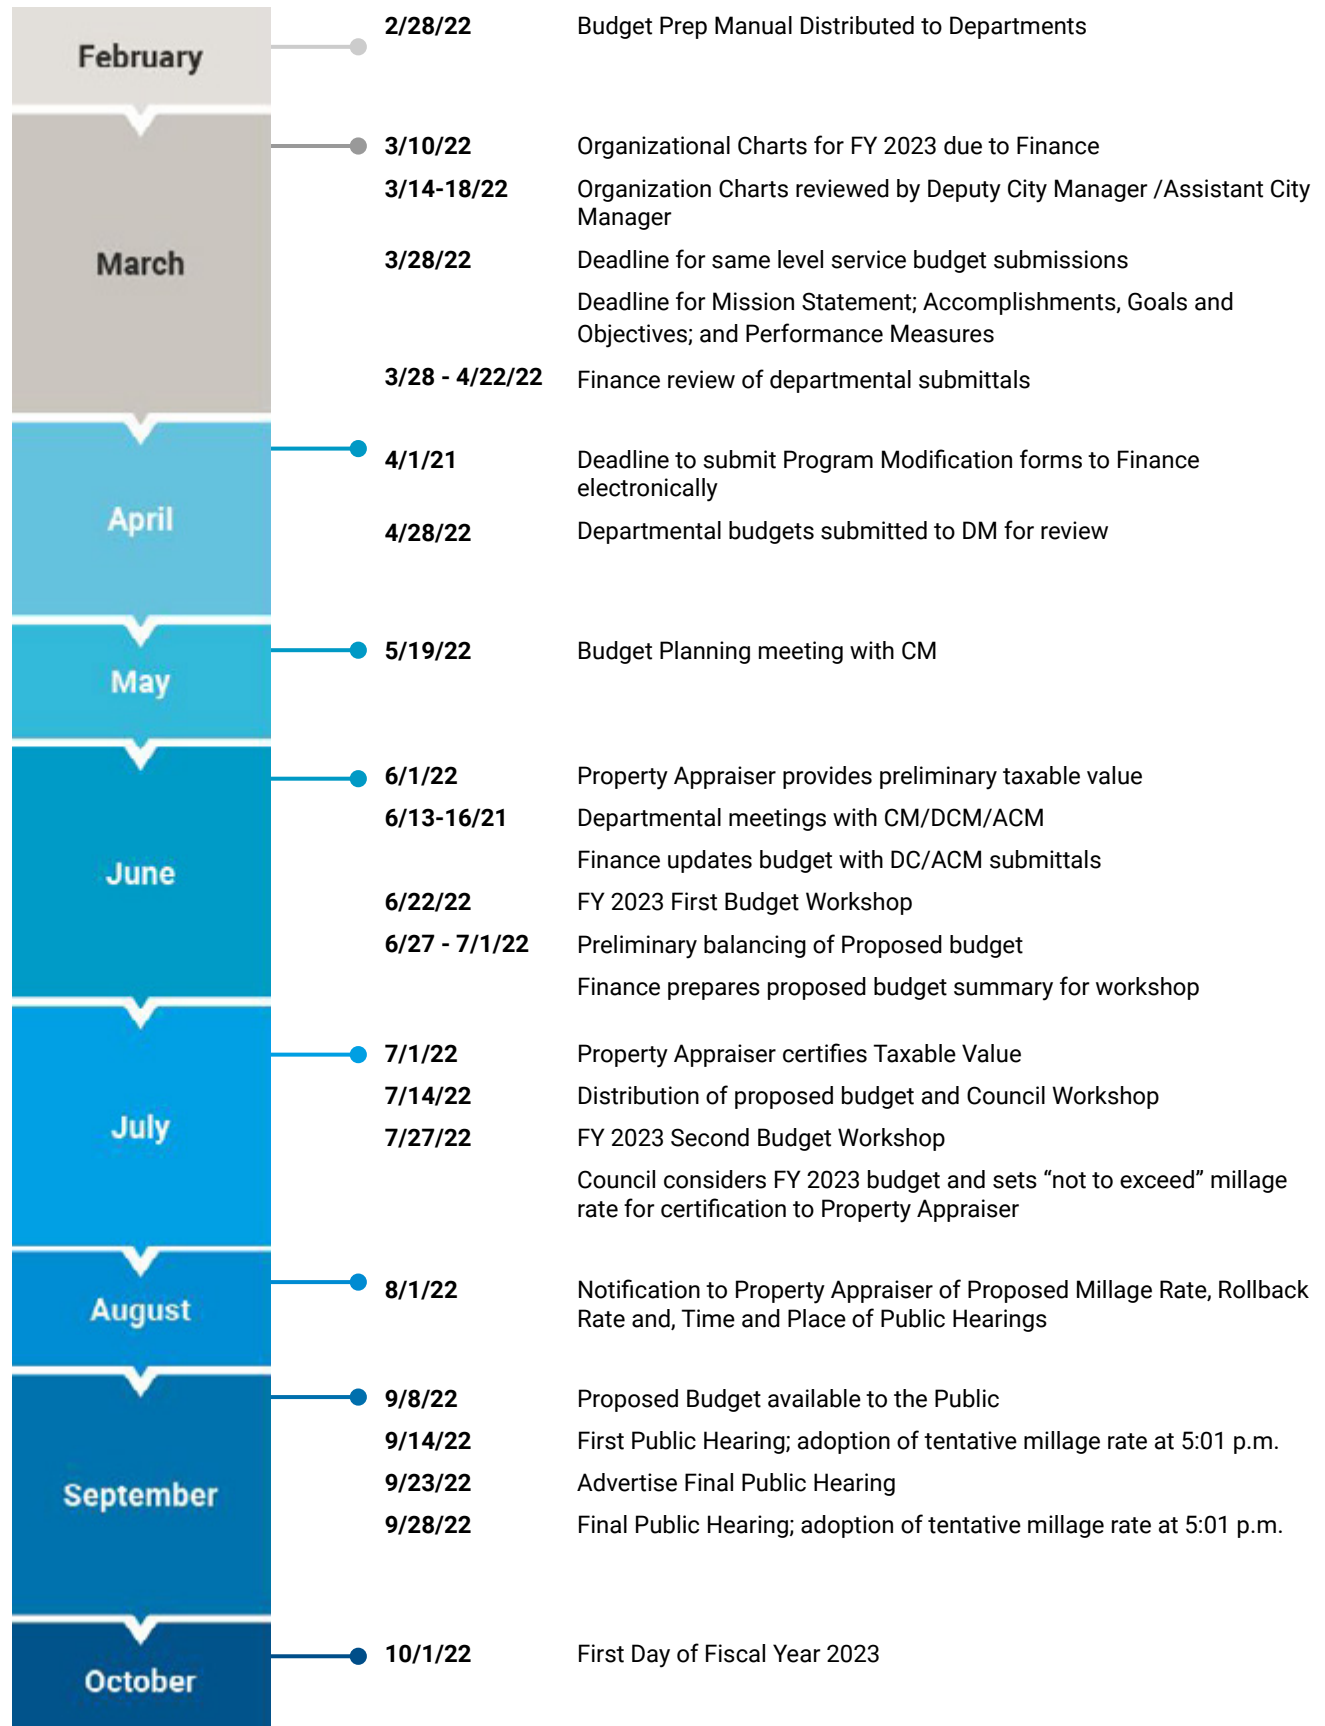 February
2/28/22 Budget Prep Manual Distributed to Departments
March
3/10/22 Organizational Charts for FY 2023 due to Finance
3/14-18/22 Organization Charts reviewed by Deputy City Manager /Assistant City
Manager
3/28/22 Deadline for same level service budget submissions
Deadline for Mission Statement; Accomplishments, Goals and
Objectives; and Performance Measures
3/28 - 4/22/22 Finance review of departmental submittals
April
4/1/21 Deadline to submit Program Modification forms to Finance
electronically
4/28/22 Departmental budgets submitted to DM for review
May
5/19/22 Budget Planning meeting with CM
June
6/1/22 Property Appraiser provides preliminary taxable value
6/13-16/21 Departmental meetings with CM/DCM/ACM
Finance updates budget with DC/ACM submittals
6/22/22 FY 2023 First Budget Workshop
6/27 - 7/1/22 Preliminary balancing of Proposed budget
Finance prepares proposed budget summary for workshop
July
7/1/22 Property Appraiser certifies Taxable Value
7/14/22 Distribution of proposed budget and Council Workshop
7/27/22 FY 2023 Second Budget Workshop
Council considers FY 2023 budget and sets “not to exceed” millage
rate for certification to Property Appraiser
August
8/1/22 Notification to Property Appraiser of Proposed Millage Rate, Rollback
Rate and, Time and Place of Public Hearings
September
9/8/22 Proposed Budget available to the Public
9/14/22 First Public Hearing; adoption of tentative millage rate at 5:01 p.m.
9/23/22 Advertise Final Public Hearing
9/28/22 Final Public Hearing; adoption of tentative millage rate at 5:01 p.m.
October
10/1/22 First Day of Fiscal Year 2023